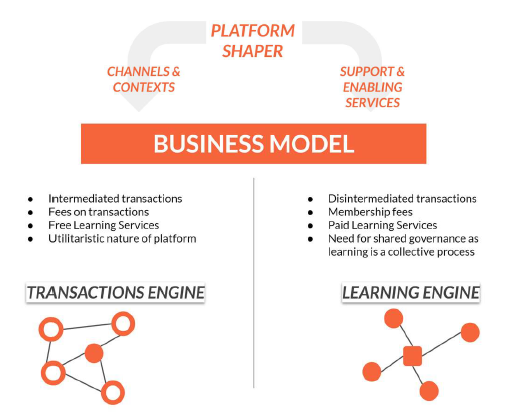 PLATFORM
SHAPER
CHANNELS &
CONTEXTS
SUPPORT &
ENABLING
SERVICES
BUSINESS MODEL
● Intermediated transactions
● Fees on transactions
● Free Learning Services
● Utilitaristic nature of platform
● Disintermediated transactions
● Membership fees
● Paid Learning Services
● Need for shared governance as
learning is a collective process
TRANSACTIONS ENGINE
LEARNING ENGINE